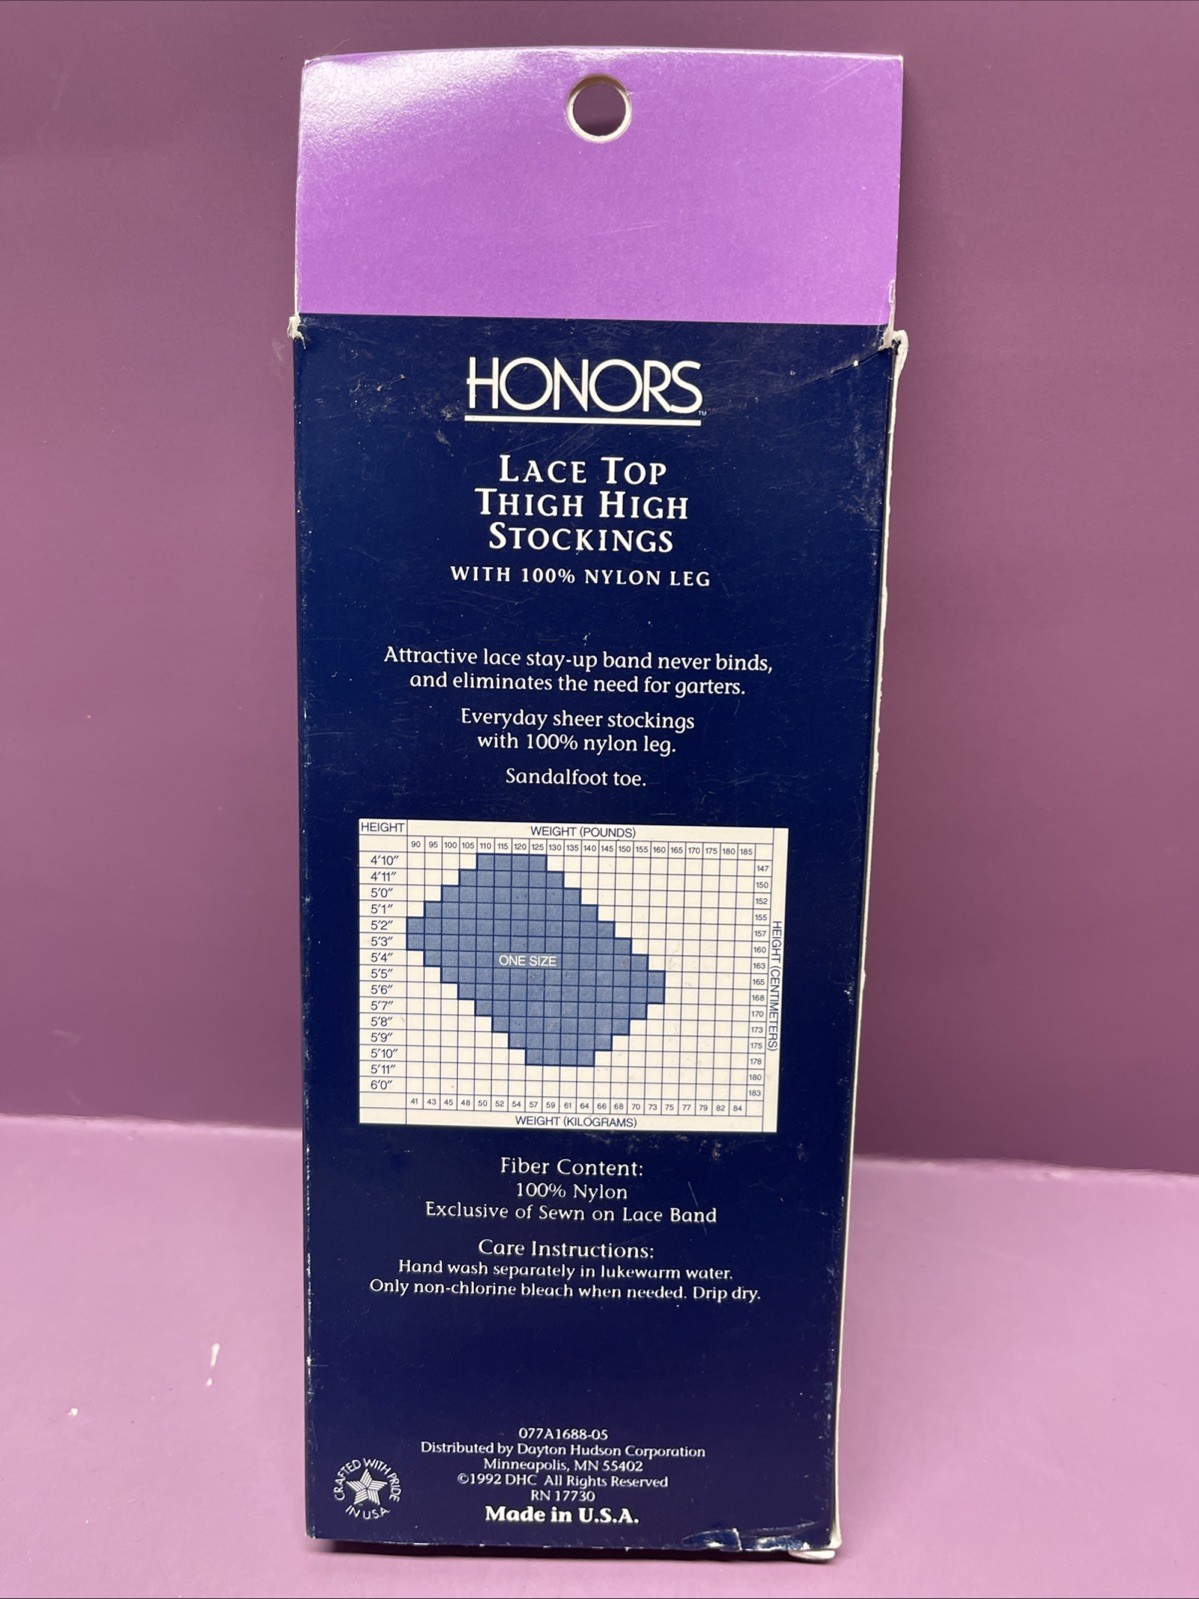 HONORS™
LACE TOP
THIGH HIGH
STOCKINGS
WITH 100% NYLON LEG
Attractive lace stay-up band never binds,
and eliminates the need for garters.
Everyday sheer stockings
with 100% nylon leg.
Sandalfoot toe.
HEIGHT WEIGHT (POUNDS)
90 95 100 105 110 115 120 125 130 135 140 145 150 155 160 165 170 175 180 185
4'10" 147
4'11" 150
5'0" 152
5'1" 155
5'2" 157
5'3" 160
5'4" ONE SIZE 163
5'5" 165
5'6" 168
5'7" 170
5'8" 173
5'9" 175
5'10" 178
5'11" 180
6'0" 183
HEIGHT (CENTIMETERS)
41 43 45 48 50 52 54 57 59 61 64 66 68 70 73 75 77 79 82 84
WEIGHT (KILOGRAMS)
Fiber Content:
100% Nylon
Exclusive of Sewn on Lace Band
Care Instructions:
Hand wash separately in lukewarm water.
Only non-chlorine bleach when needed. Drip dry.
077A1688-05
Distributed by Dayton Hudson Corporation
Minneapolis, MN 55402
©1992 DHC All Rights Reserved
RN 17730
Made in U.S.A.
CRAFTED WITH PRIDE
IN USA